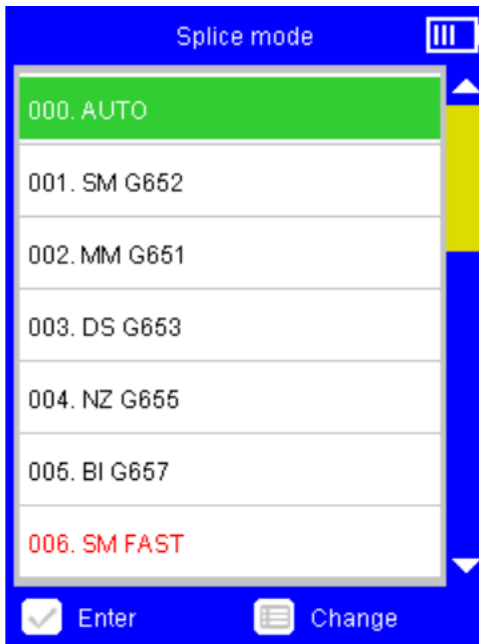 Splice mode
000. AUTO
001. SM G652
002. MM G651
003. DS G653
004. NZ G655
005. BI G657
006. SM FAST
Enter Change